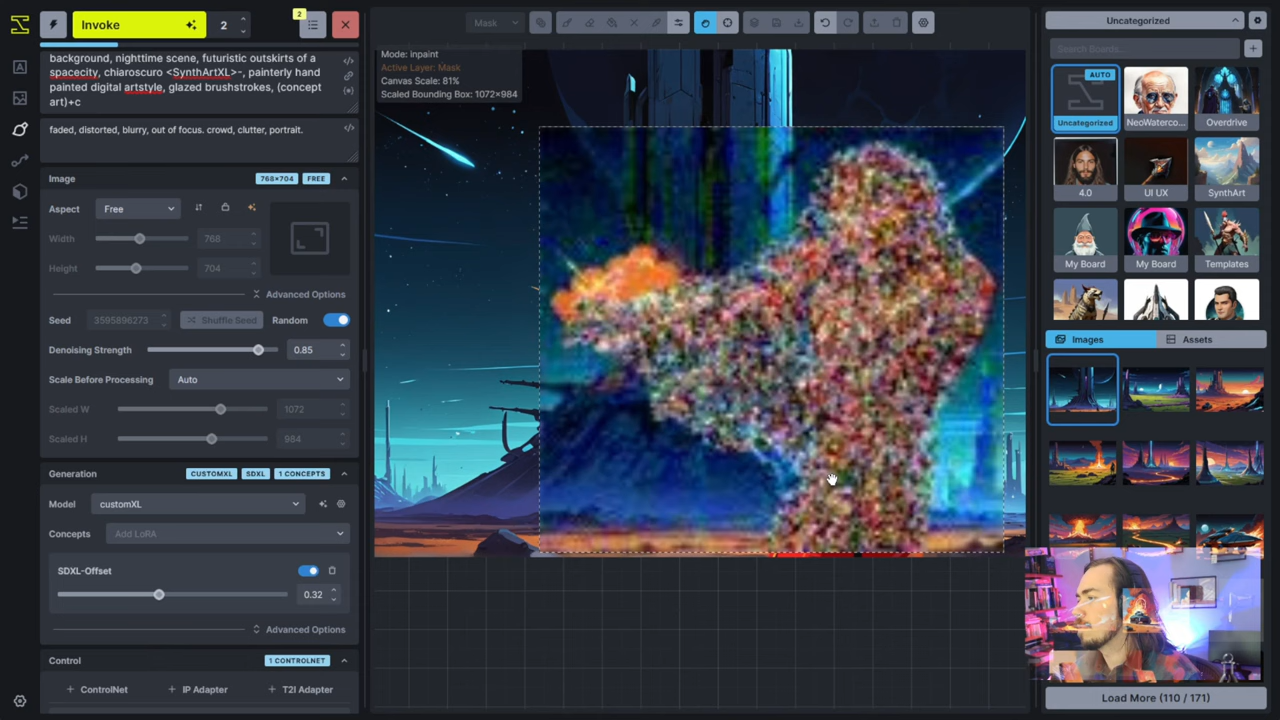 Invoke
2
2
Mask
Uncategorized
background, nighttime scene, futuristic outskirts of a
spacecity, chiaroscuro <SynthArtXL>-, painterly hand
painted digital artstyle, glazed brushstrokes, (concept
art)+c
faded, distorted, blurry, out of focus. crowd, clutter, portrait.
Image
768×704
FREE
Aspect
Free
Width
768
Height
704
Advanced Options
Seed
3595896273
Shuffle Seed
Random
Denoising Strength
0.85
Scale Before Processing
Auto
Scaled W
1072
Scaled H
984
Generation
CUSTOMXL
SDXL
1 CONCEPTS
Model
customXL
Concepts
Add LoRA
SDXL-Offset
0.32
Advanced Options
Control
1 CONTROLNET
+ ControlNet
+ IP Adapter
+ T2I Adapter
Mode: inpaint
Active Layer: Mask
Canvas Scale: 81%
Scaled Bounding Box: 1072×984
Search Boards...
AUTO
Uncategorized
NeoWaterco...
Overdrive
4.0
UI UX
SynthArt
My Board
My Board
Templates
Images
Assets
Load More (110 / 171)